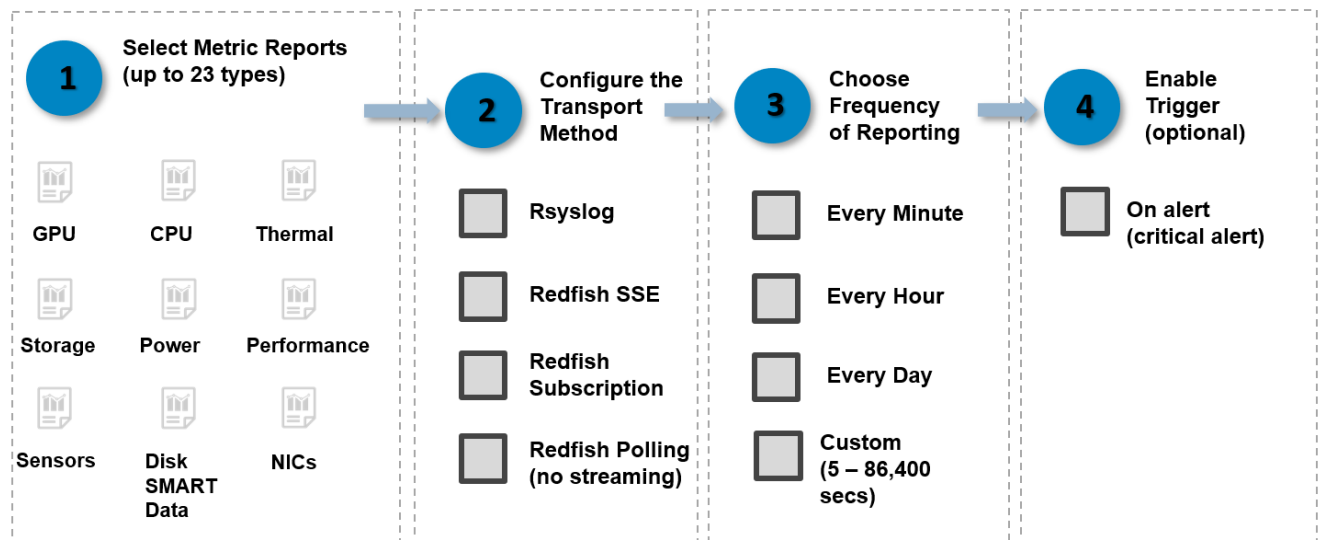 1
Select Metric Reports
(up to 23 types)
GPU
CPU
Thermal
Storage
Power
Performance
Sensors
Disk
SMART
Data
NICs
2
Configure the
Transport
Method
Rsyslog
Redfish SSE
Redfish
Subscription
Redfish Polling
(no streaming)
3
Choose
Frequency
of Reporting
Every Minute
Every Hour
Every Day
Custom
(5 – 86,400
secs)
4
Enable
Trigger
(optional)
On alert
(critical alert)